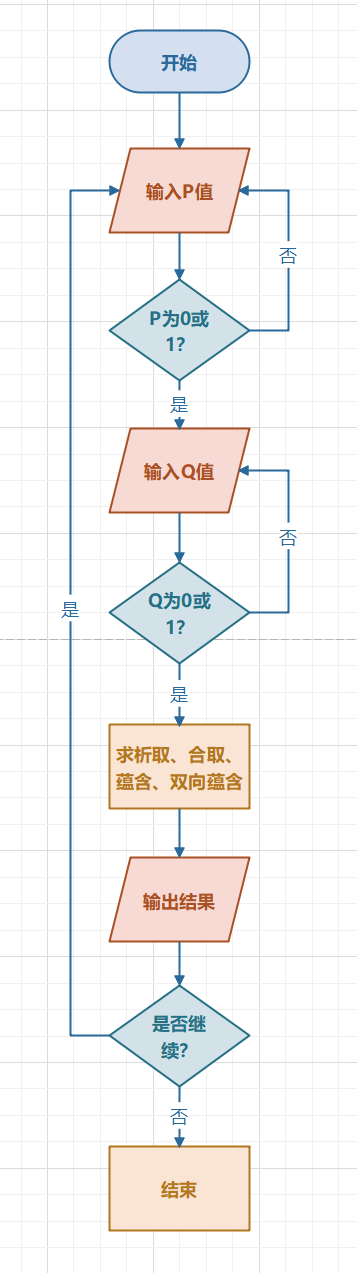 开始
输入P值
否
P为0或
1?
是
输入Q值
否
Q为0或
1?
是
是
求析取、合取、
蕴含、双向蕴含
输出结果
是否继
续?
否
结束